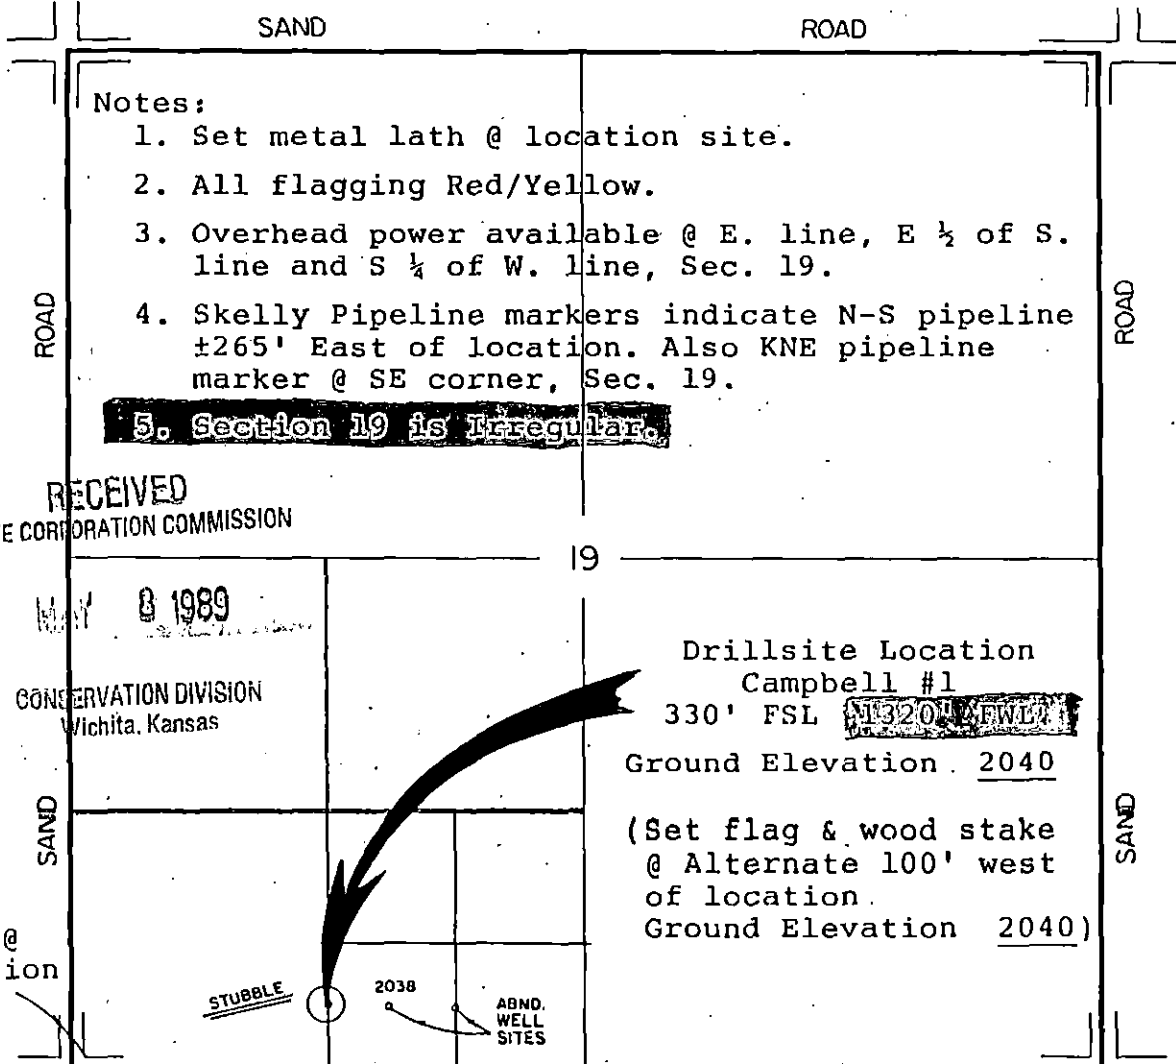 SAND ROAD
Notes:
1. Set metal lath @ location site.
2. All flagging Red/Yellow.
3. Overhead power available @ E. line, E ½ of S.
line and S ¼ of W. line, Sec. 19.
4. Skelly Pipeline markers indicate N-S pipeline
±265' East of location. Also KNE pipeline
marker @ SE corner, Sec. 19.
5. Section 19 is Irregular.
ROAD
ROAD
RECEIVED
E CORPORATION COMMISSION
MAY 8 1989
CONSERVATION DIVISION
Wichita, Kansas
19
Drillsite Location
Campbell #1
330' FSL 1320' FWL
Ground Elevation 2040
(Set flag & wood stake
@ Alternate 100' west
of location.
Ground Elevation 2040)
SAND
SAND
@
ion
STUBBLE
2038
ABND.
WELL
SITES